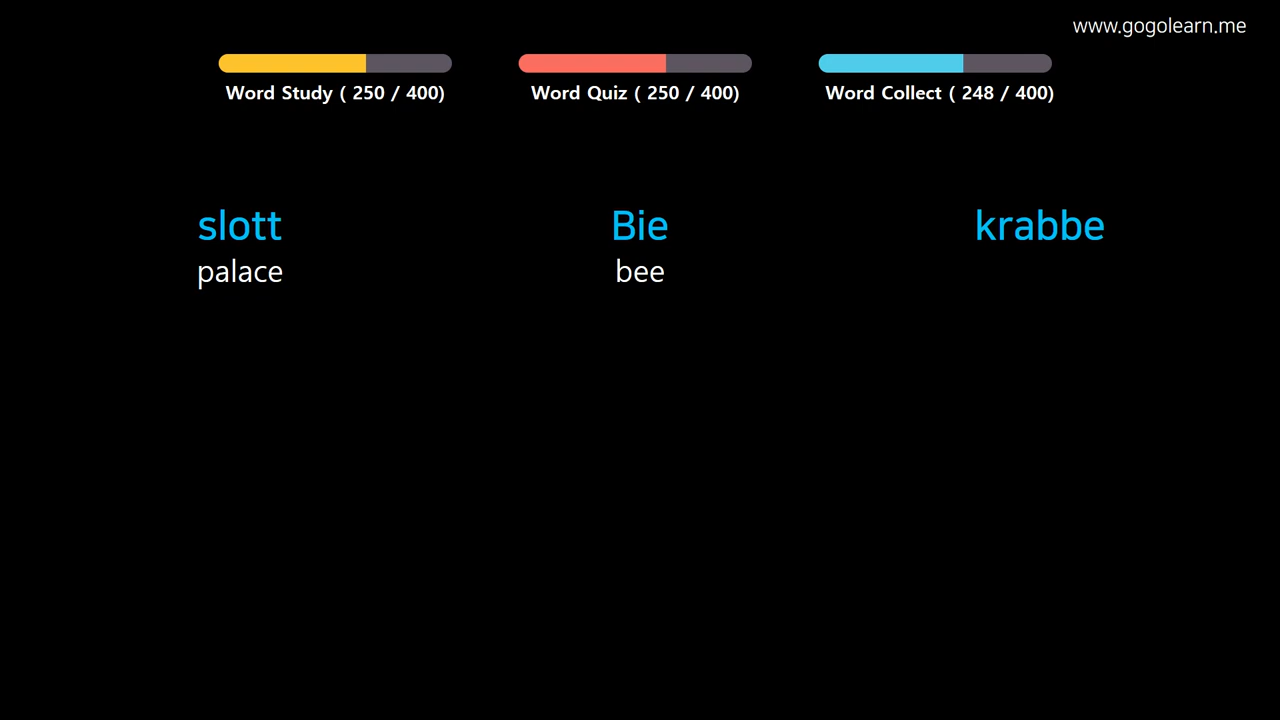 www.gogolearn.me
Word Study ( 250 / 400)
Word Quiz ( 250 / 400)
Word Collect ( 248 / 400)
slott
Bie
krabbe
palace
bee